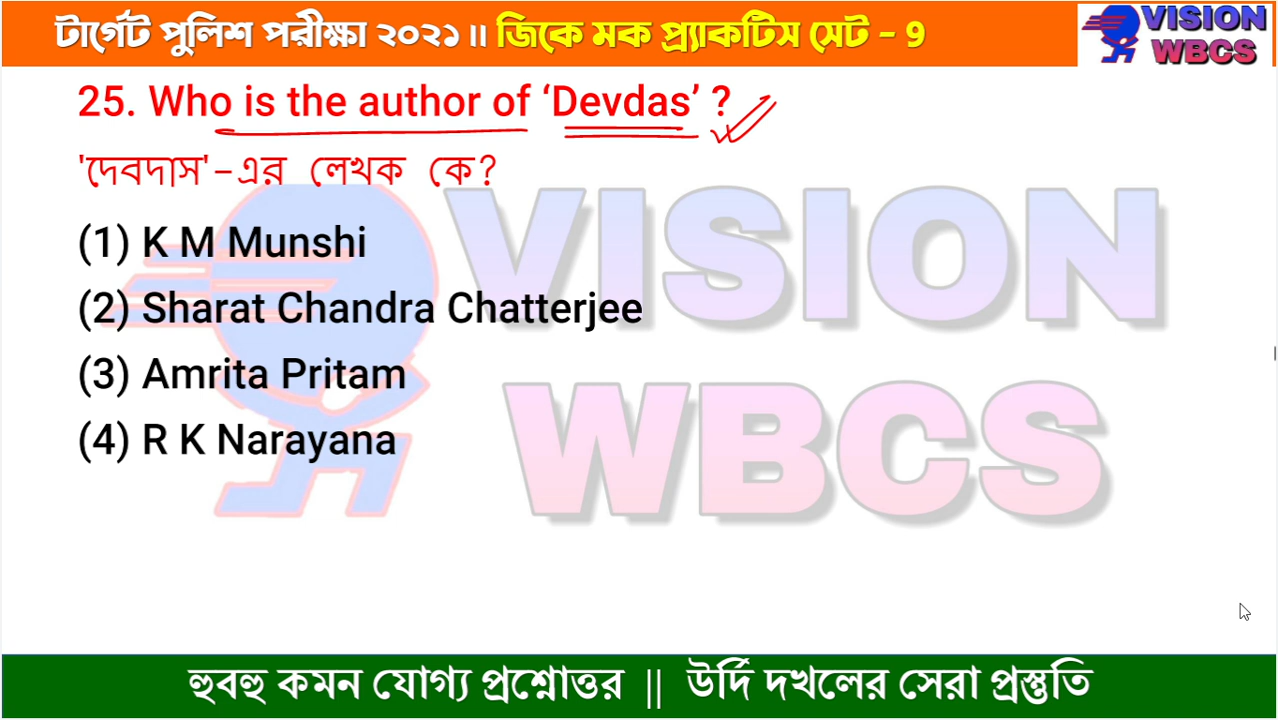 টার্গেট পুলিশ পরীক্ষা ২০২১ ॥ জিকে মক প্র্যাকটিস সেট - 9
VISION
WBCS
25. Who is the author of ‘Devdas’ ?
'দেবদাস'-এর লেখক কে?
(1) K M Munshi
(2) Sharat Chandra Chatterjee
(3) Amrita Pritam
(4) R K Narayana
VISION
WBCS
হুবহু কমন যোগ্য প্রশ্নোত্তর || উর্দি দখলের সেরা প্রস্তুতি